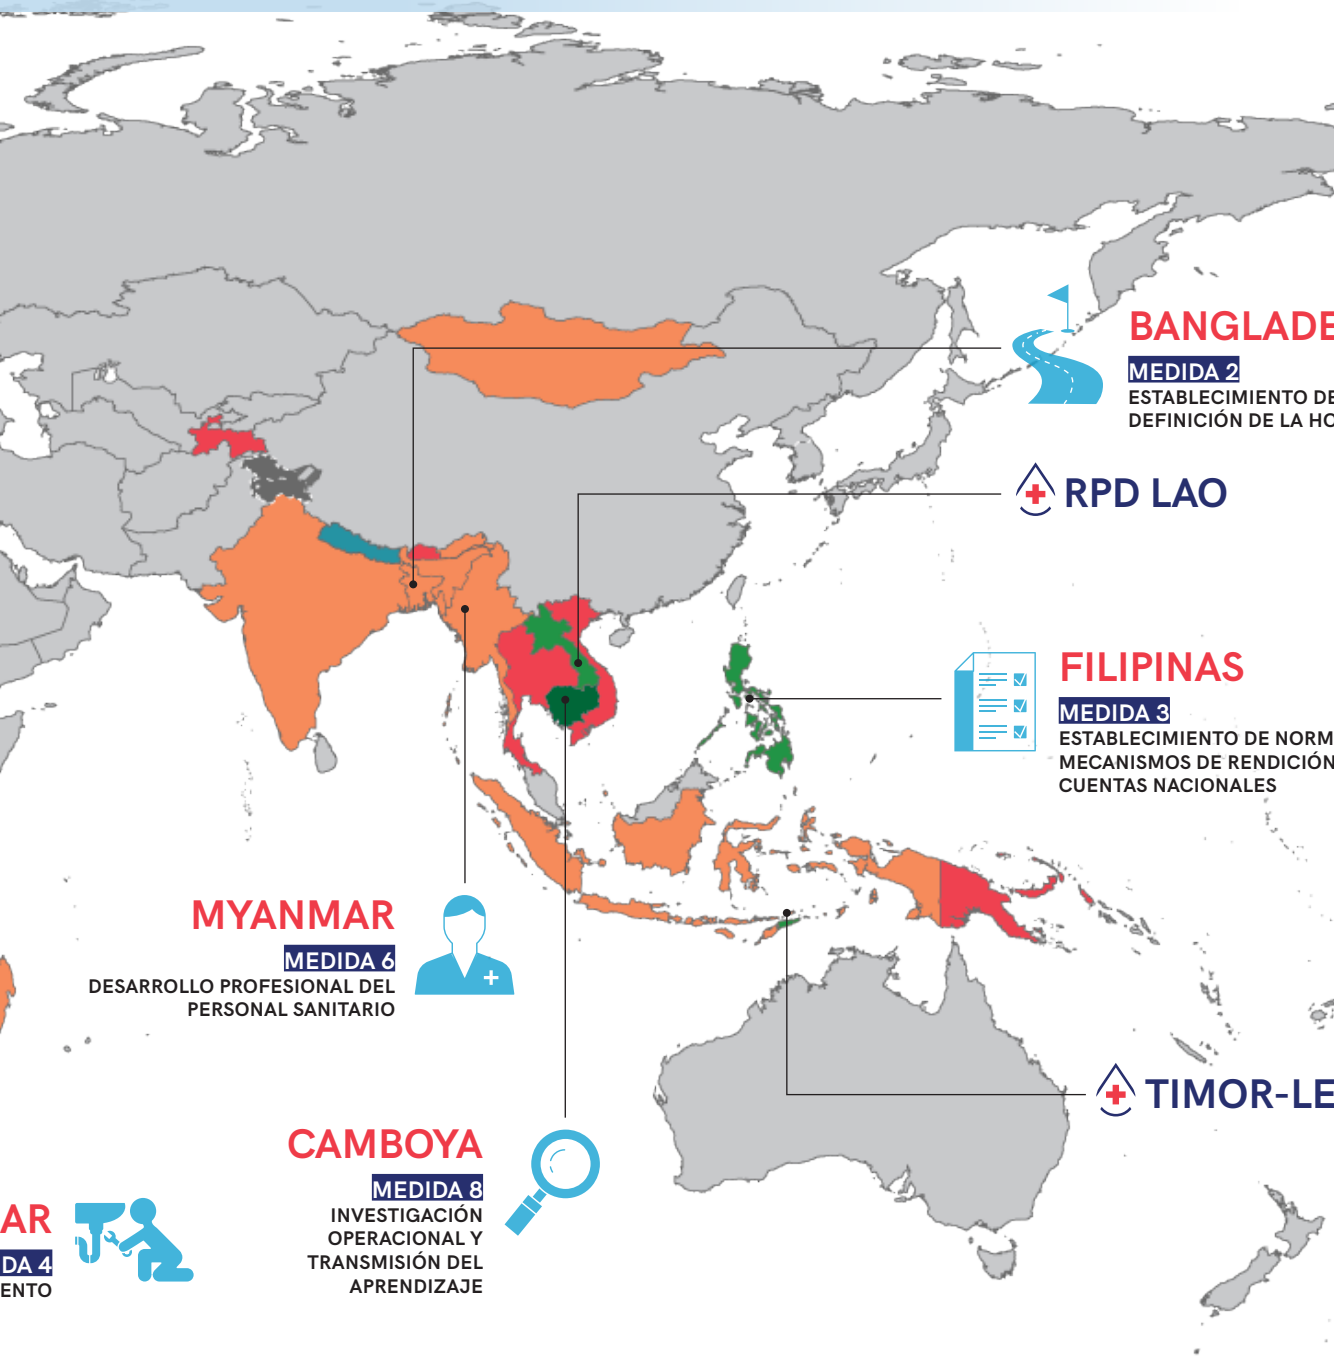 BANGLADE
MEDIDA 2
ESTABLECIMIENTO DE
DEFINICIÓN DE LA HO
RPD LAO
FILIPINAS
MEDIDA 3
ESTABLECIMIENTO DE NORM
MECANISMOS DE RENDICIÓN
CUENTAS NACIONALES
MYANMAR
MEDIDA 6
DESARROLLO PROFESIONAL DEL
PERSONAL SANITARIO
TIMOR-LE
CAMBOYA
MEDIDA 8
INVESTIGACIÓN
OPERACIONAL Y
TRANSMISIÓN DEL
APRENDIZAJE
AR
DA 4
ENTO